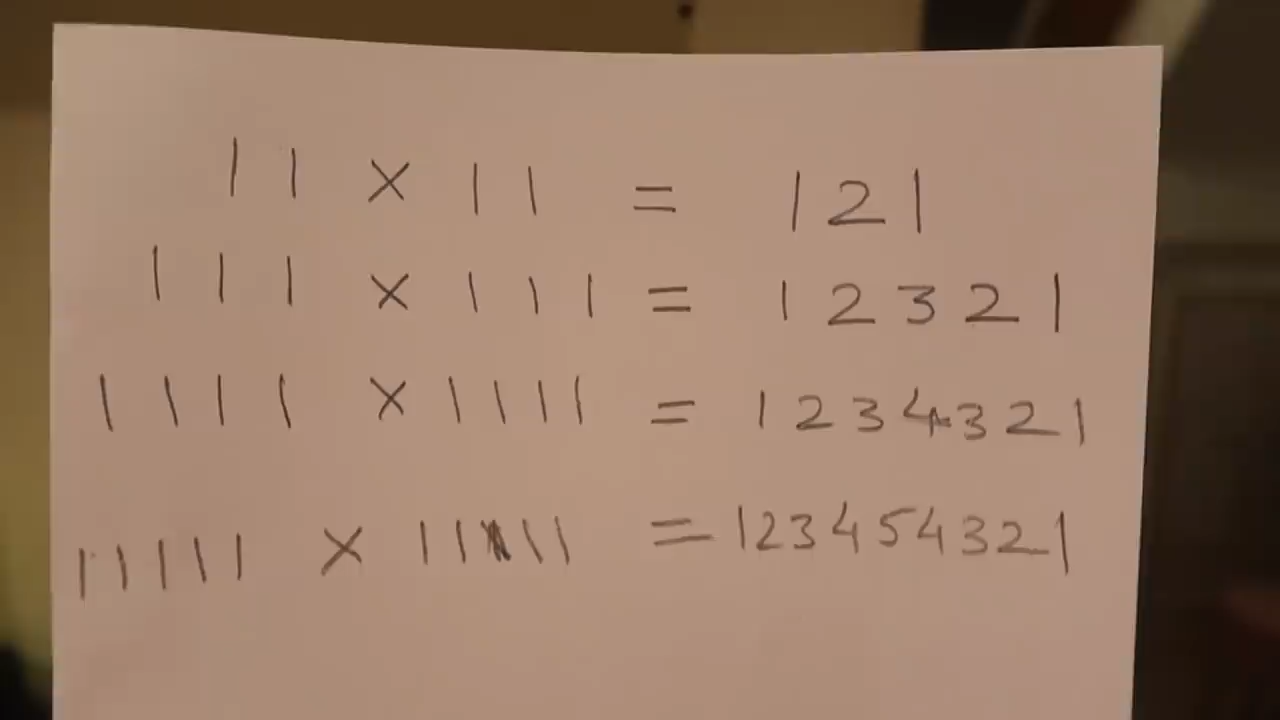 11 × 11 = 121
111 × 111 = 12321
1111 × 1111 = 1234321
11111 × 11111 = 123454321